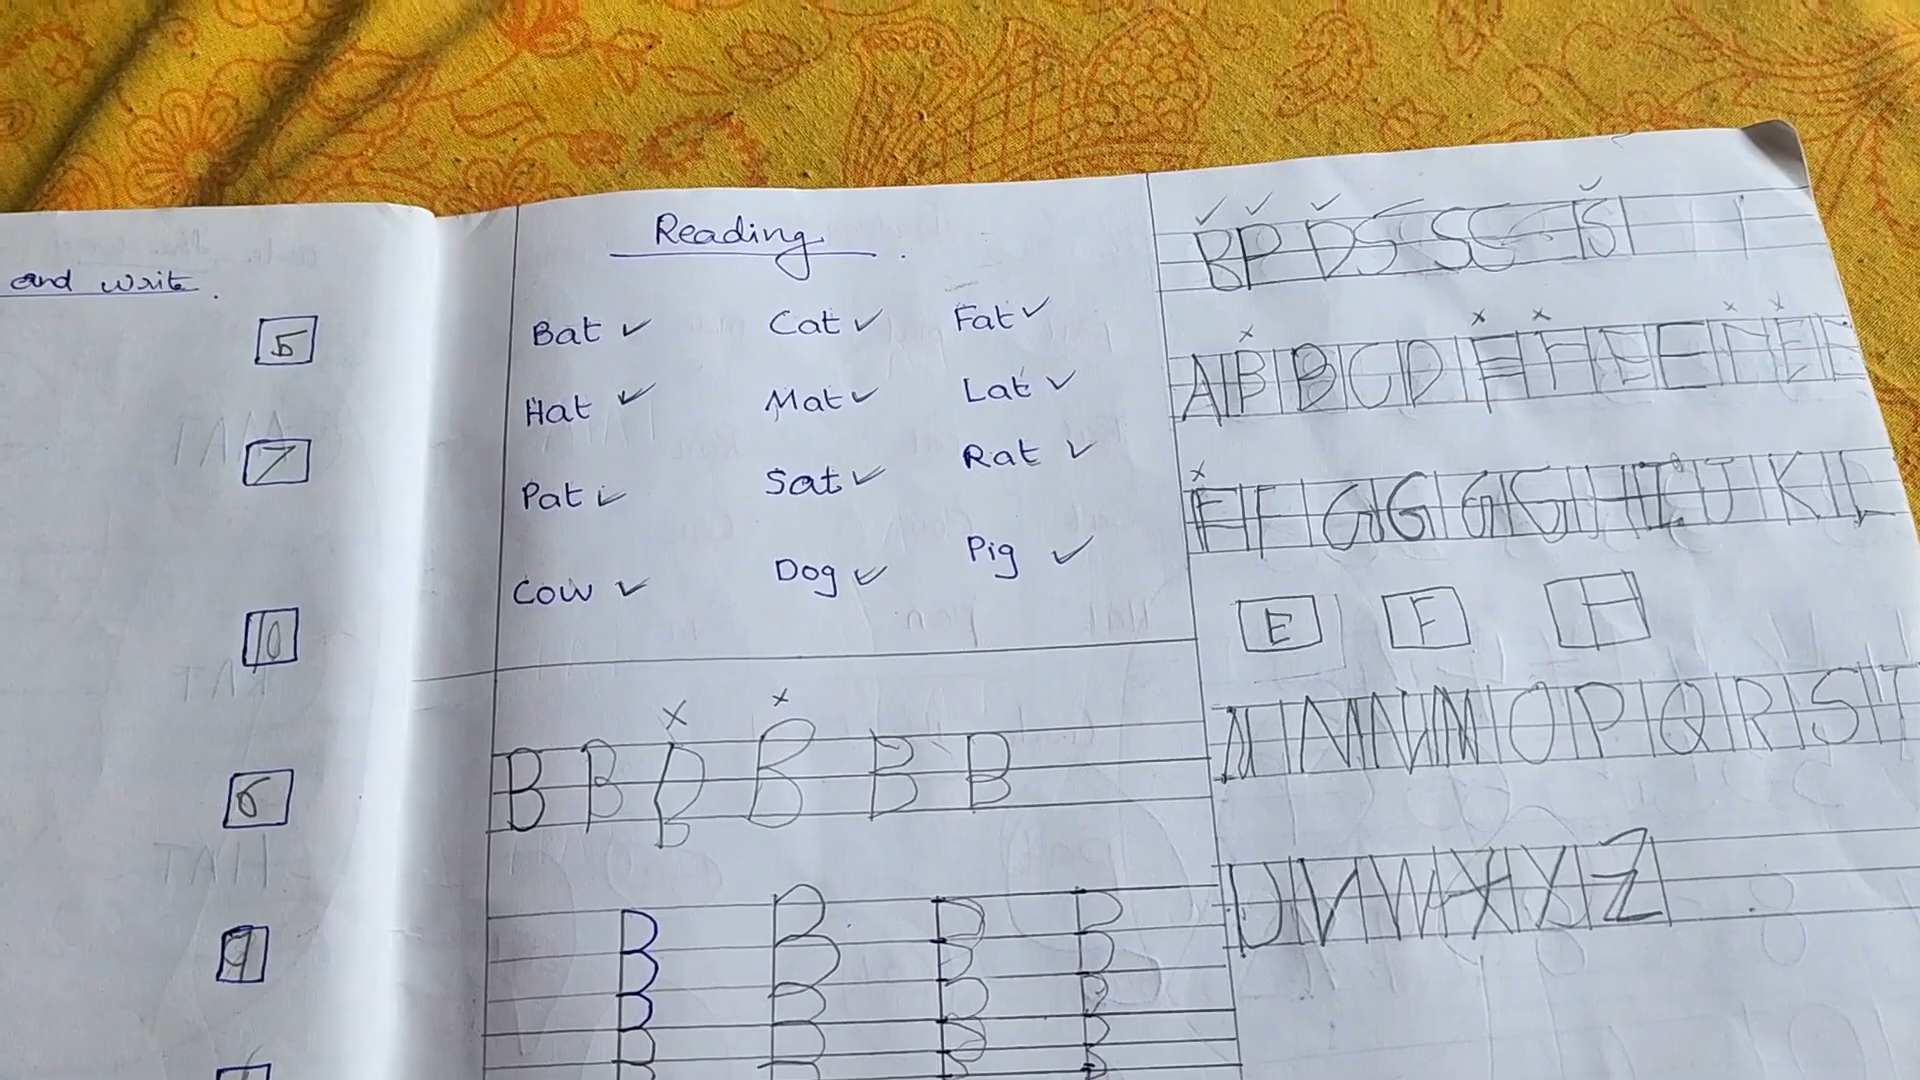 and write.
5
7
10
6
9
Reading
Bat ✓ Cat ✓ Fat ✓
Hat ✓ Mat ✓ Lat ✓
Pat ✓ Sat ✓ Rat ✓
Cow ✓ Dog ✓ Pig ✓
B B B B B B
B B B B
B B B B
B B B B
B P D S S S S
A B B C D E F E E E E E
F F G G G G H I J K L
E F H
M N N M O P Q R S T
U V W X Y Z